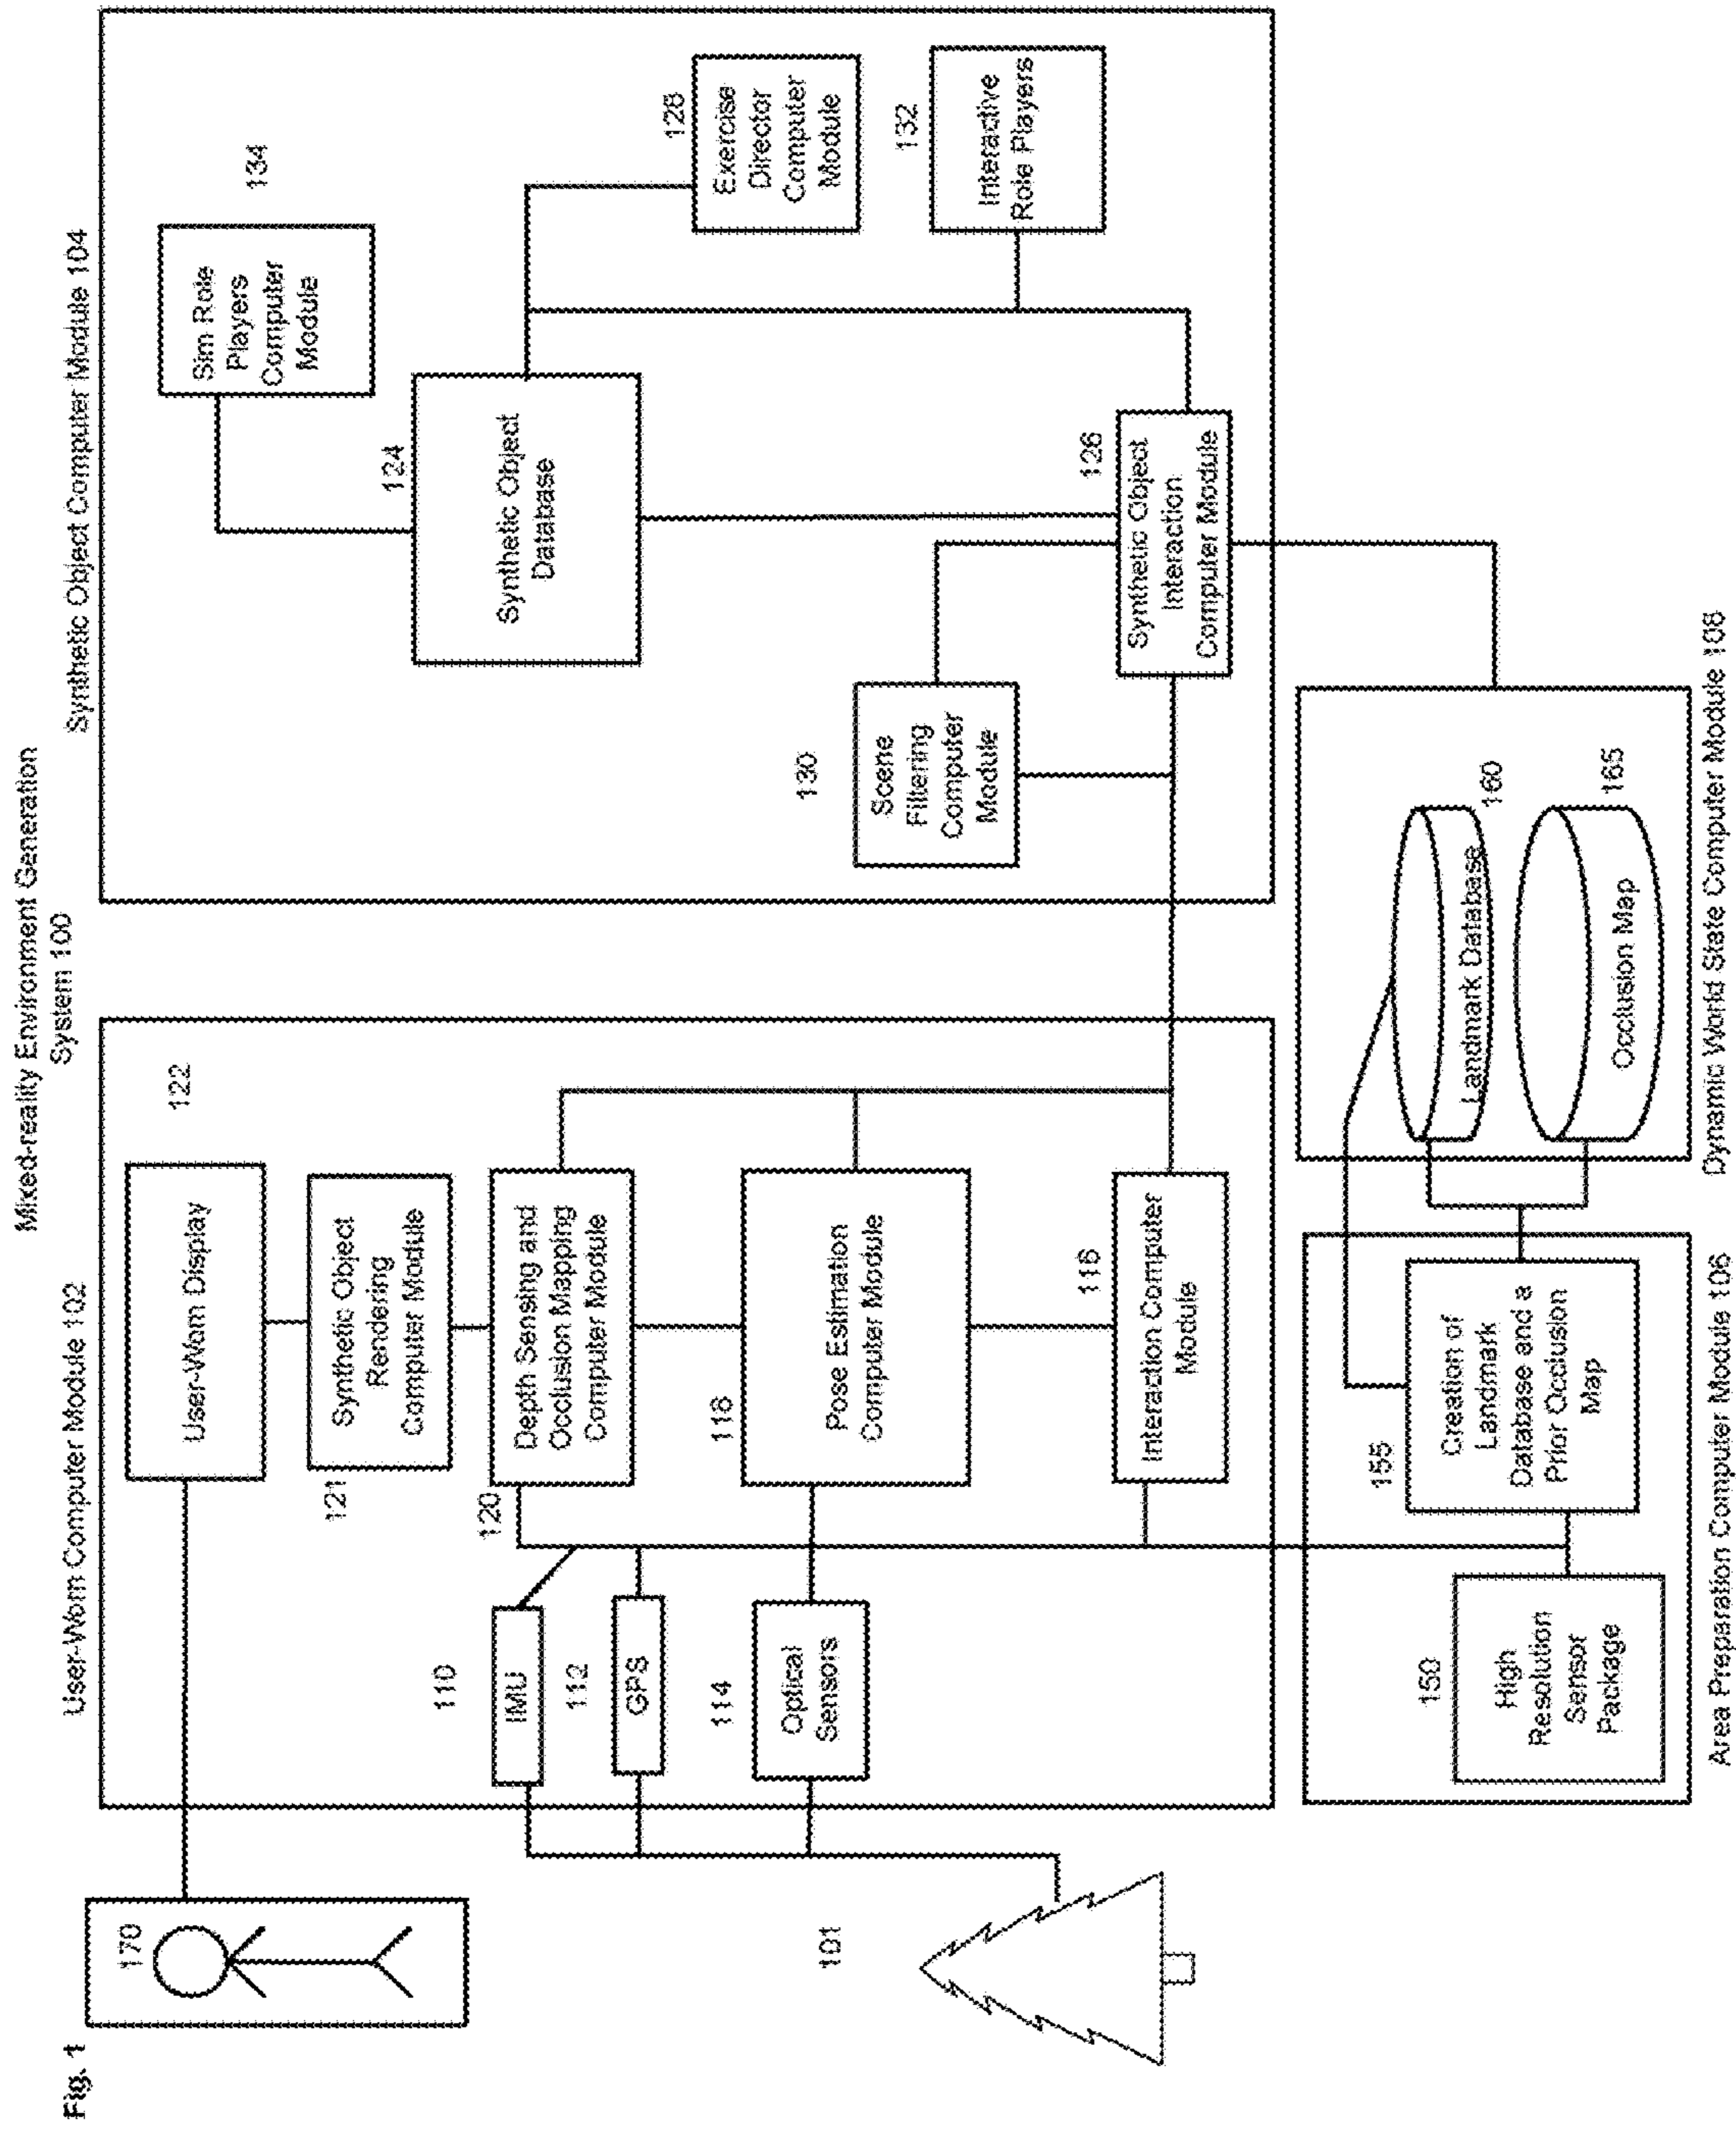 Fig. 1
Mixed-reality Environment Generation
System 100
User-Worn Computer Module 102
Synthetic Object Computer Module 104
170
101
User-Worn Display
122
121
Synthetic Object
Rendering
Computer Module
120
Depth Sensing and
Occlusion Mapping
Computer Module
110
IMU
112
GPS
114
Optical
Sensors
118
Pose Estimation
Computer Module
116
Interaction Computer
Module
134
Sim Role
Players
Computer
Module
124
Synthetic Object
Database
128
Exercise
Director
Computer
Module
132
Interactive
Role Players
130
Scene
Filtering
Computer
Module
126
Synthetic Object
Interaction
Computer Module
150
High
Resolution
Sensor
Package
155
Creation of
Landmark
Database and a
Prior Occlusion
Map
160
Landmark Database
165
Occlusion Map
Area Preparation Computer Module 106
Dynamic World State Computer Module 108